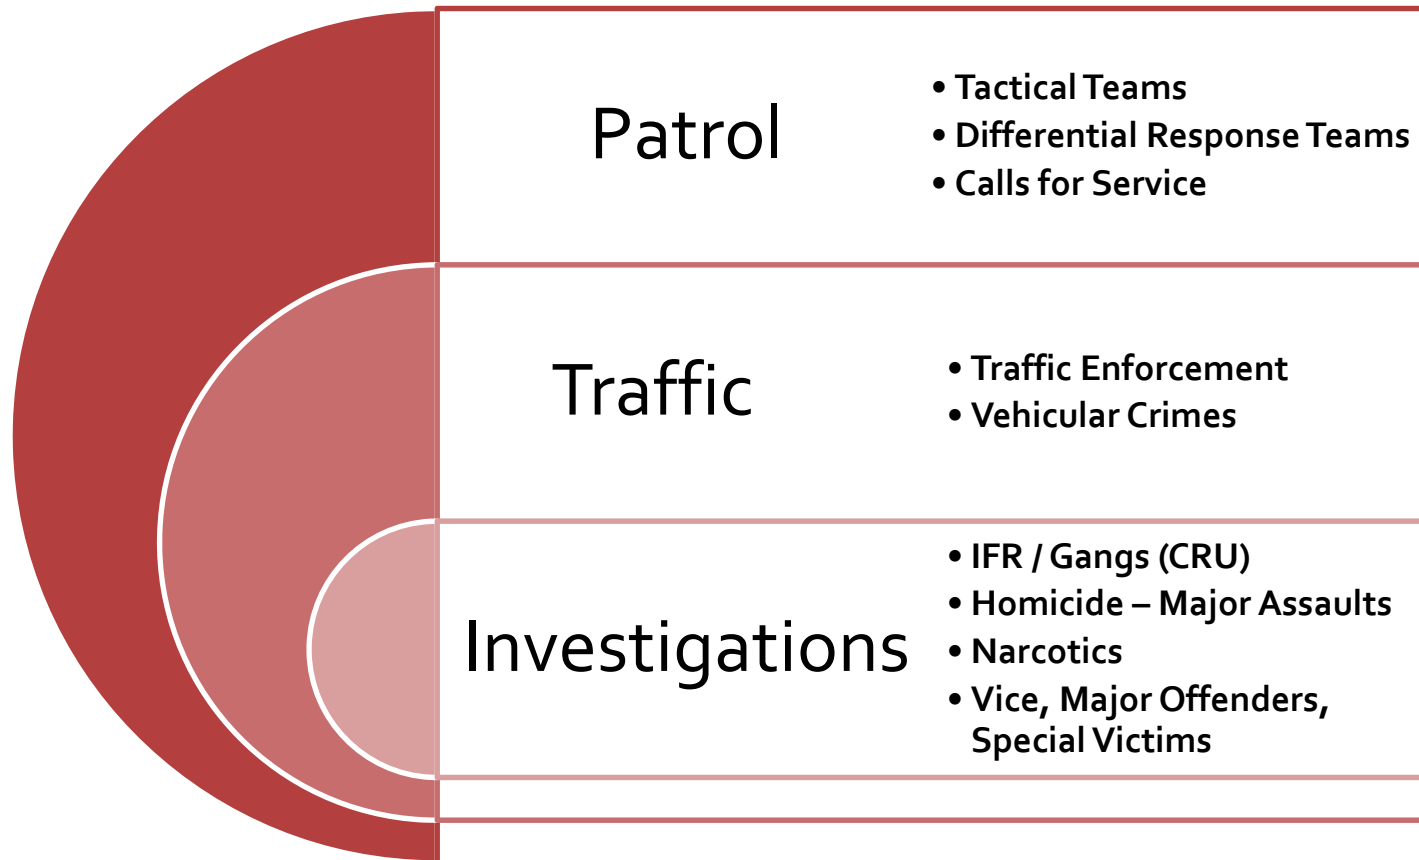 Patrol
• Tactical Teams
• Differential Response Teams
• Calls for Service
Traffic
• Traffic Enforcement
• Vehicular Crimes
Investigations
• IFR / Gangs (CRU)
• Homicide – Major Assaults
• Narcotics
• Vice, Major Offenders,
Special Victims